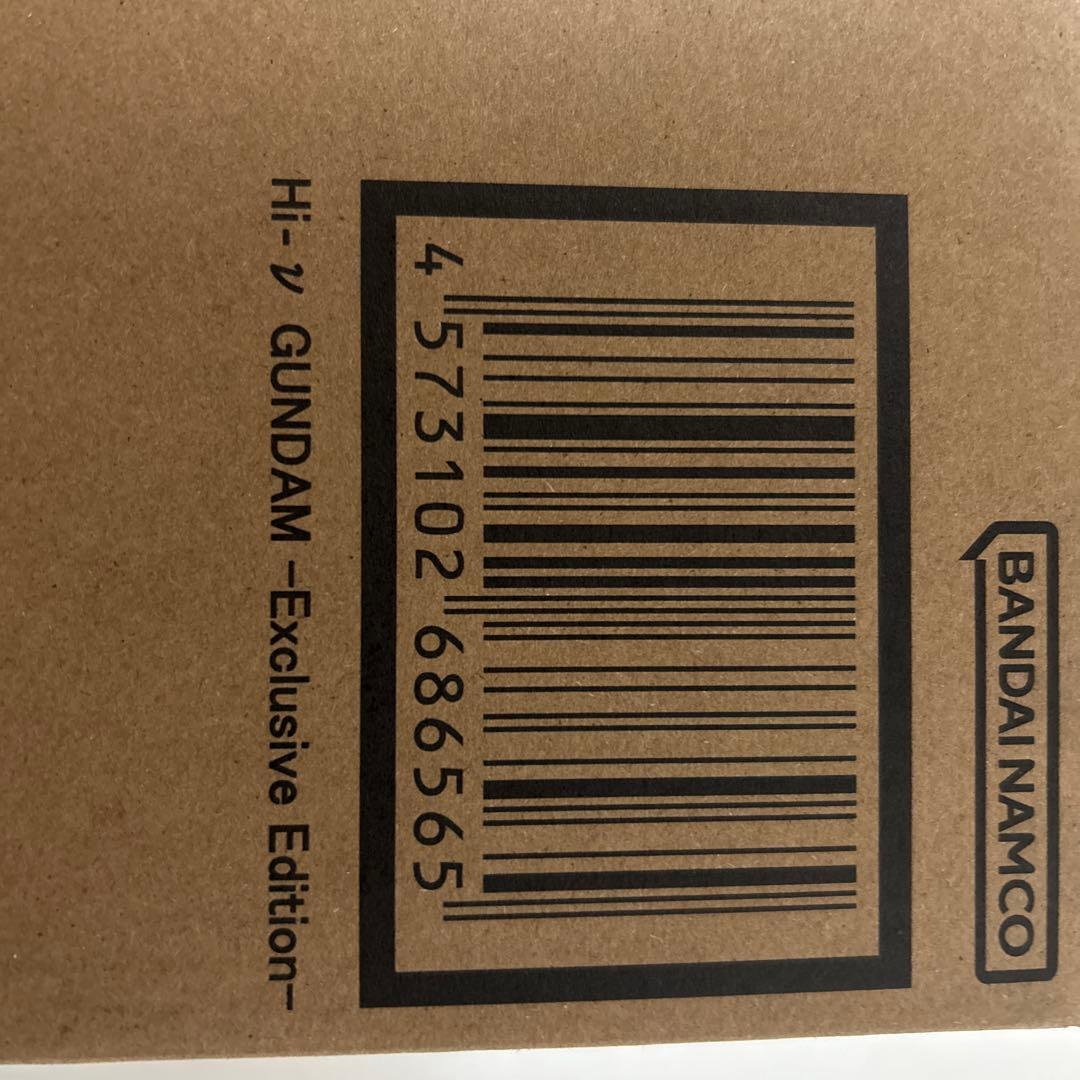 BANDAI NAMCO
4 573102 686565
Hi-ν GUNDAM -Exclusive Edition-